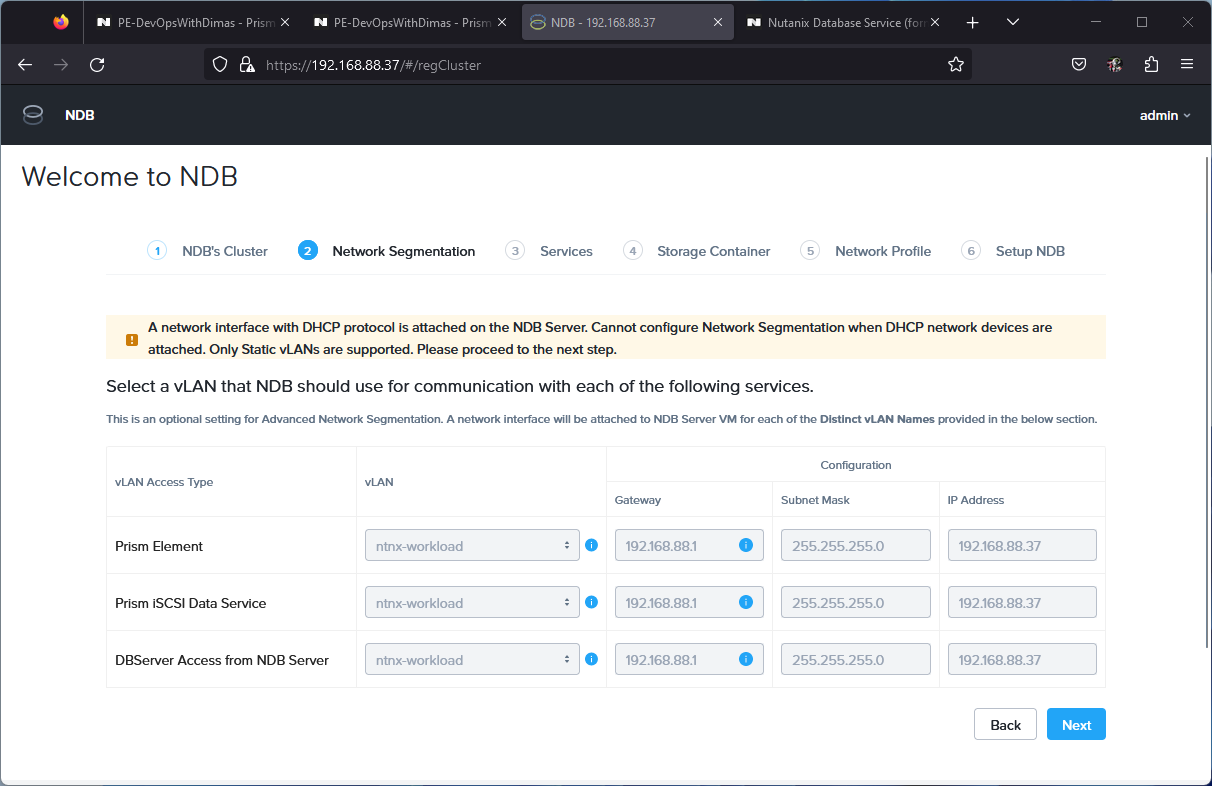 PE-DevOpsWithDimas - Prism
PE-DevOpsWithDimas - Prism
NDB - 192.168.88.37
Nutanix Database Service (for
https://192.168.88.37/#/regCluster
NDB
admin
Welcome to NDB
1 NDB's Cluster 2 Network Segmentation 3 Services 4 Storage Container 5 Network Profile 6 Setup NDB
A network interface with DHCP protocol is attached on the NDB Server. Cannot configure Network Segmentation when DHCP network devices are
attached. Only Static vLANs are supported. Please proceed to the next step.
Select a vLAN that NDB should use for communication with each of the following services.
This is an optional setting for Advanced Network Segmentation. A network interface will be attached to NDB Server VM for each of the Distinct vLAN Names provided in the below section.
vLAN Access Type vLAN Configuration
Gateway Subnet Mask IP Address
Prism Element ntnx-workload 192.168.88.1 255.255.255.0 192.168.88.37
Prism iSCSI Data Service ntnx-workload 192.168.88.1 255.255.255.0 192.168.88.37
DBServer Access from NDB Server ntnx-workload 192.168.88.1 255.255.255.0 192.168.88.37
Back Next